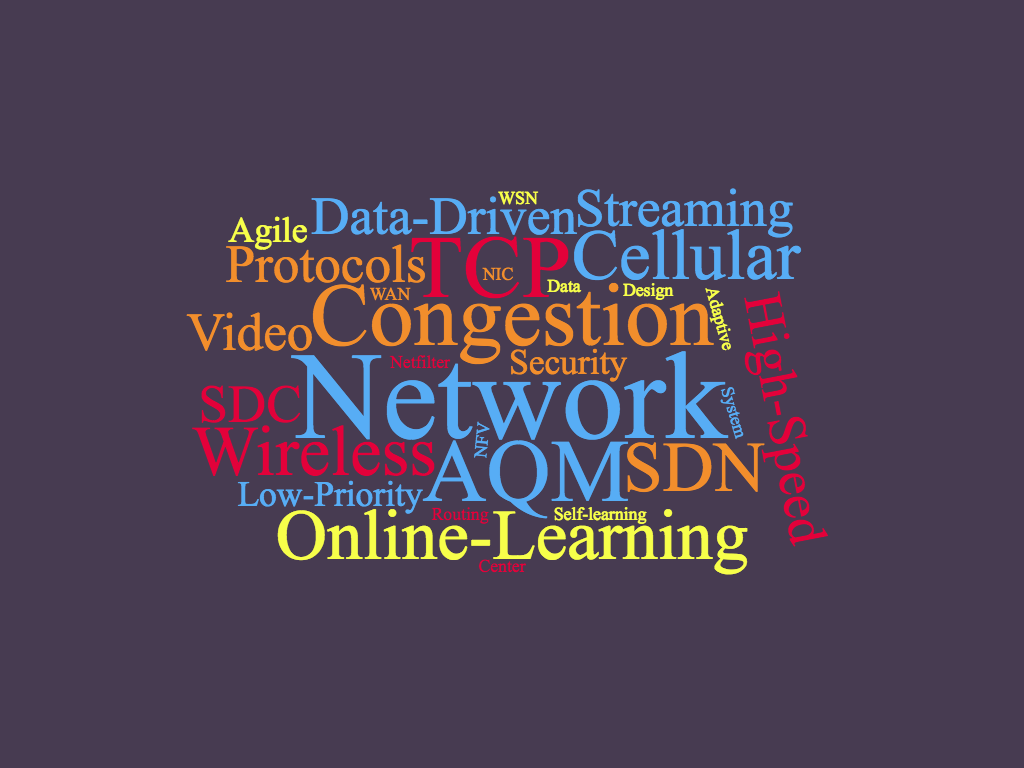 WSN
Data-Driven
Streaming
Agile
TCP
Cellular
Protocols
NIC
WAN
Data
Design
Adaptive
High-Speed
Congestion
Video
Netfilter
Security
Network
System
SDC
Wireless
NFV
AQM
SDN
Low-Priority
Routing
Self-learning
Online-Learning
Center